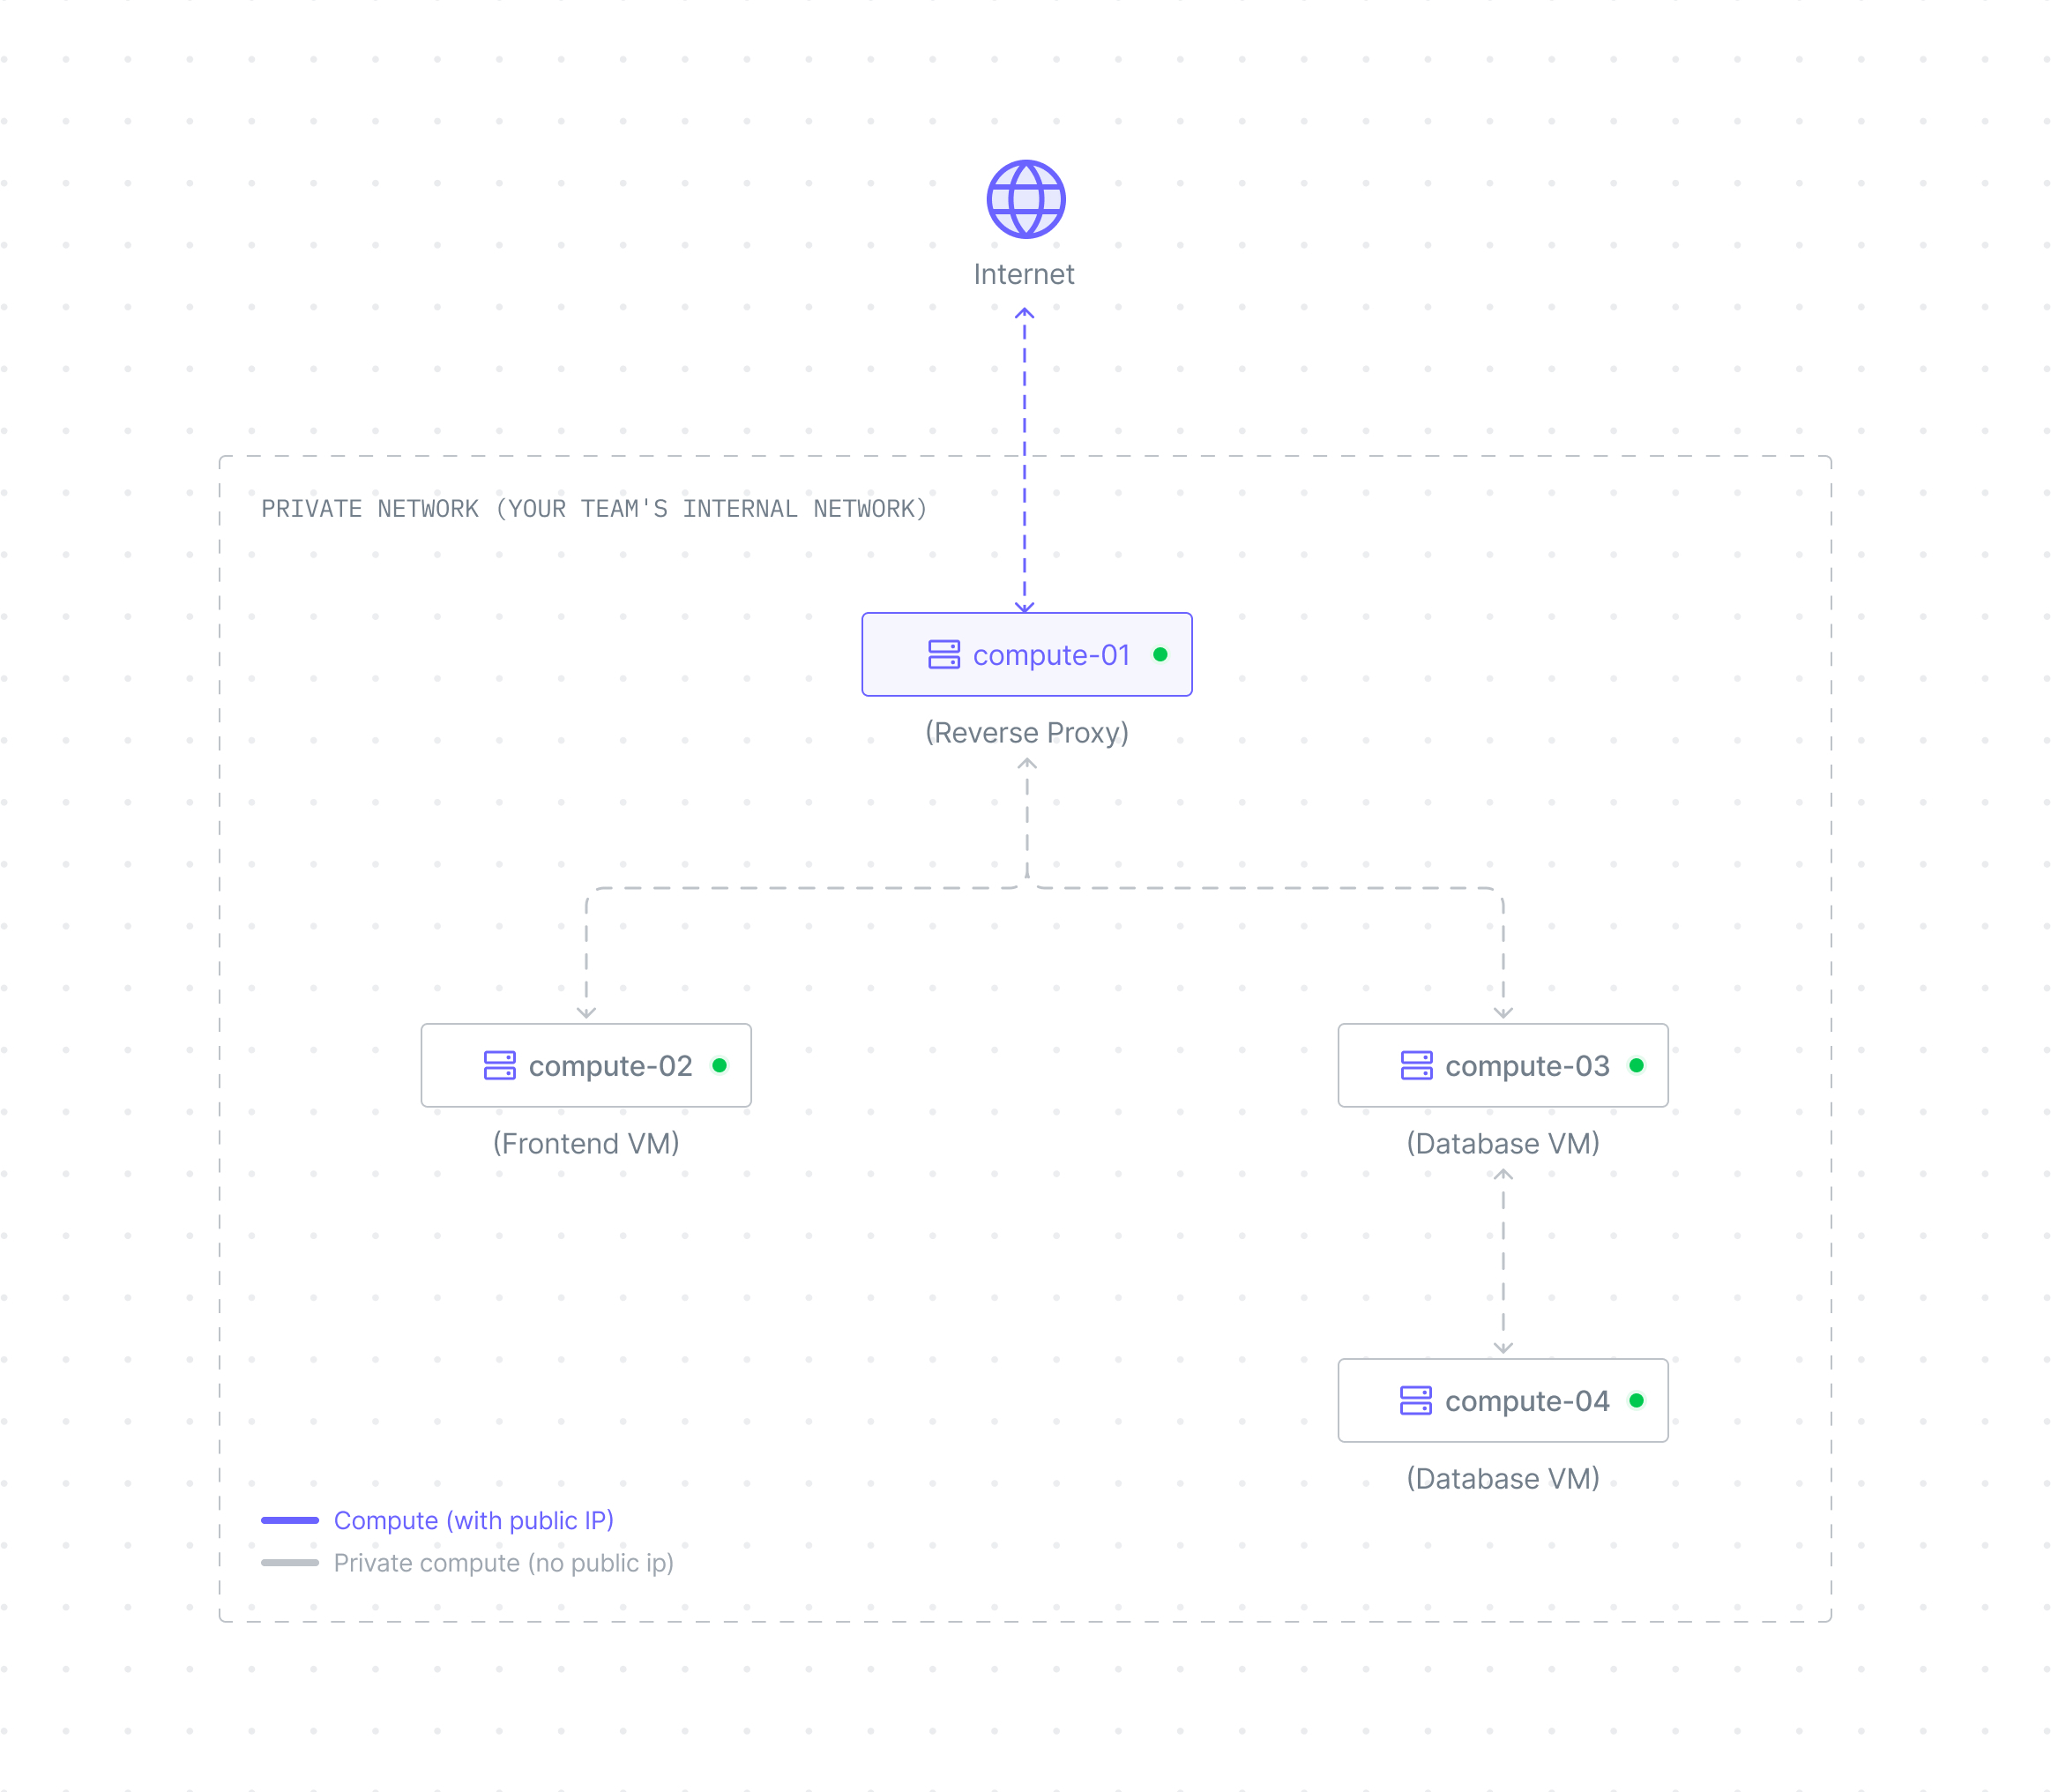 Internet
PRIVATE NETWORK (YOUR TEAM'S INTERNAL NETWORK)
compute-01
(Reverse Proxy)
compute-02
(Frontend VM)
compute-03
(Database VM)
compute-04
(Database VM)
Compute (with public IP)
Private compute (no public ip)